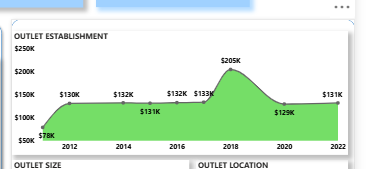 OUTLET ESTABLISHMENT
$250K
$205K
$200K
$150K
$130K $132K $132K $133K $131K
$131K $129K
$100K
$78K
$50K
2012 2014 2016 2018 2020 2022
OUTLET SIZE OUTLET LOCATION